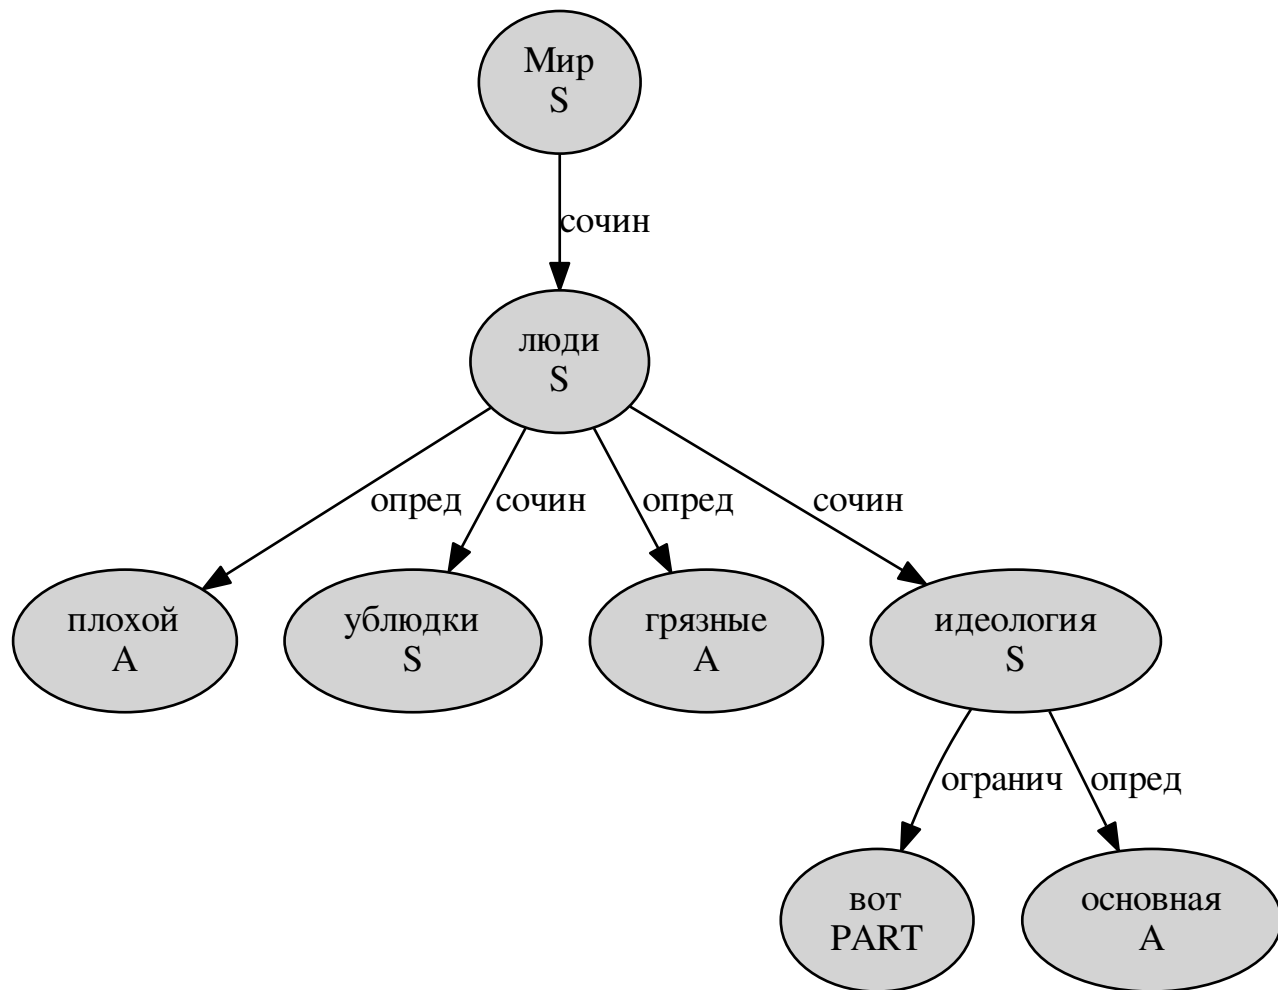 Мир
S
сочин
люди
S
опред
сочин
опред
сочин
плохой
A
ублюдки
S
грязные
A
идеология
S
огранич
опред
вот
PART
основная
A